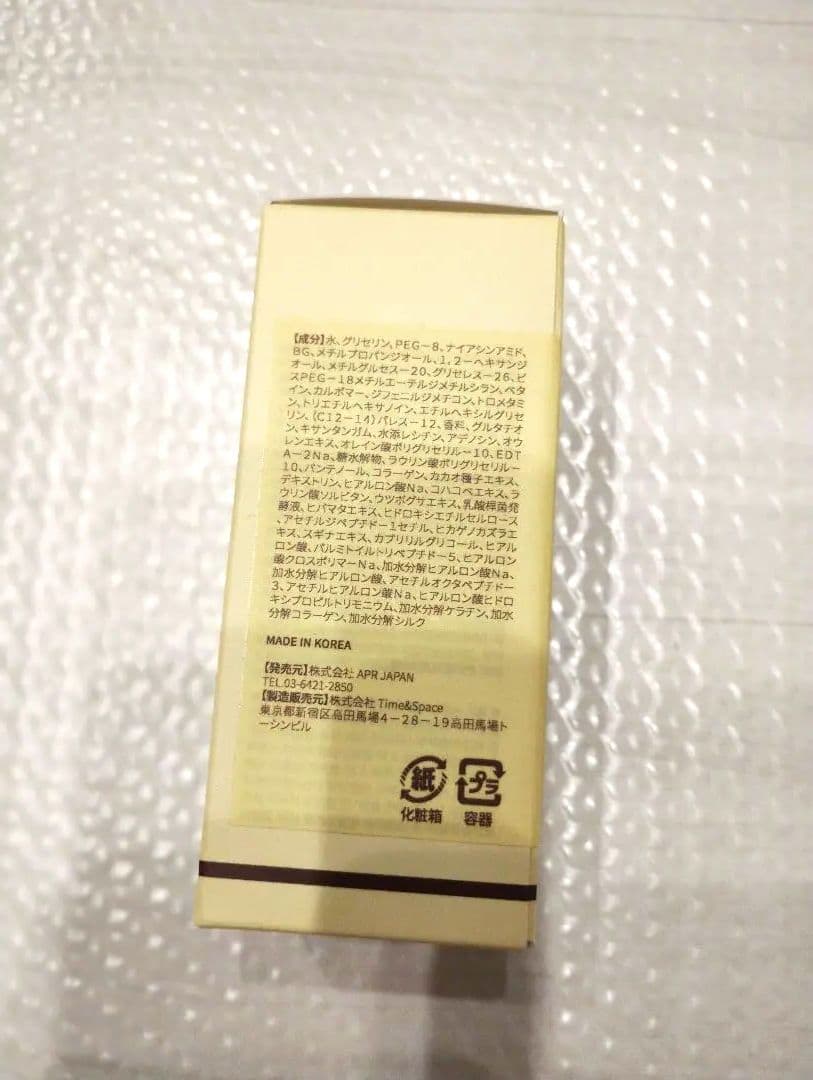 【成分】水、グリセリン、PEG－8、ナイアシンアミド、
BG、メチルプロパンジオール、1，2－ヘキサンジ
オール、メチルグルセス－20、グリセレス－26、ビ
スPEG－18メチルエーテルジメチルシラン、ベタ
イン、カルボマー、ジフェニルジメチコン、トロメタミ
ン、トリエチルヘキサノイン、エチルヘキシルグリセ
リン、（C12－14）パレス－12、香料、グルタチオ
ン、キサンタンガム、水添レシチン、アデノシン、オウ
レンエキス、オレイン酸ポリグリセリル－10、EDT
A－2Na、糖水解物、ラウリン酸ポリグリセリル－
10、パンテノール、コラーゲン、カカオ種子エキス、
デキストリン、ヒアルロン酸Na、コハコベエキス、ラ
ウリン酸ソルビタン、ウツボグサエキス、乳酸桿菌発
酵液、ヒバマタエキス、ヒドロキシエチルセルロース
、アセチルジペプチド－1セチル、ヒカゲノカズラエ
キス、スギナエキス、カプリリルグリコール、ヒアル
ロン酸、パルミトイルトリペプチド－5、ヒアルロン
酸クロスポリマーNa、加水分解ヒアルロン酸Na、
加水分解ヒアルロン酸、アセチルオクタペプチド－
3、アセチルヒアルロン酸Na、ヒアルロン酸ヒドロ
キシプロピルトリモニウム、加水分解ケラチン、加水
分解コラーゲン、加水分解シルク
MADE IN KOREA
【発売元】株式会社 APR JAPAN
TEL.03-6421-2850
【製造販売元】株式会社 Time&Space
東京都新宿区高田馬場4－28－19高田馬場ト
ーシンビル
紙 プラ
化粧箱 容器